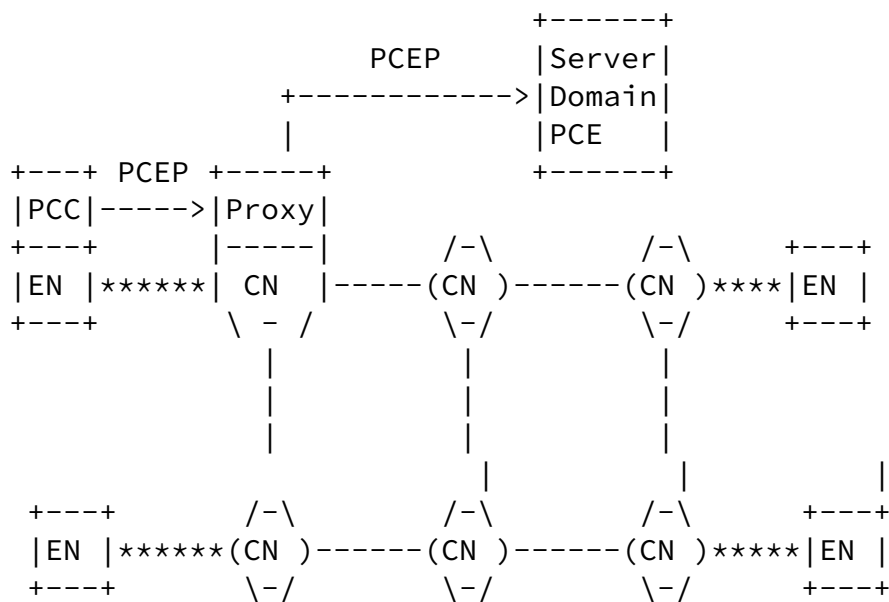 +------+
PCEP |Server|
+------------>|Domain|
| |PCE |
+---+ PCEP +-----+ +------+
|PCC|----->|Proxy|
+---+ |-----| /-\ /-\ +---+
|EN |******| CN |-----(CN )------(CN )****|EN |
+---+ \ - / \-/ \-/ +---+
| | |
| | |
| | |
| | |
+---+ /-\ /-\ /-\ +---+
|EN |******(CN )------(CN )------(CN )*****|EN |
+---+ \-/ \-/ \-/ +---+